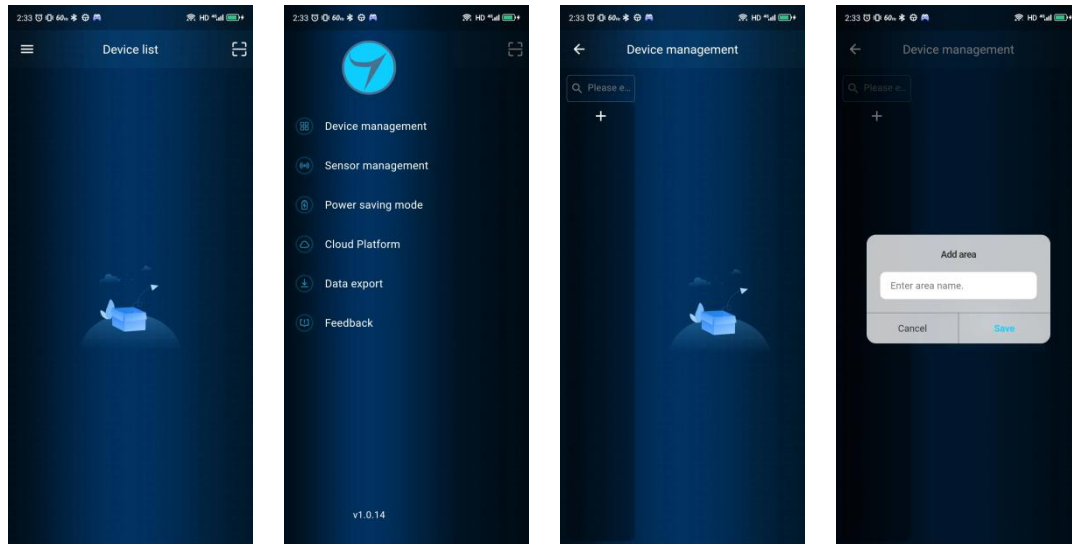 2:33
HD
Device list
2:33
HD
Device management
Sensor management
Power saving mode
Cloud Platform
Data export
Feedback
v1.0.14
2:33
HD
Device management
Please e...
+
2:33
HD
Device management
Please e...
+
Add area
Enter area name.
Cancel
Save